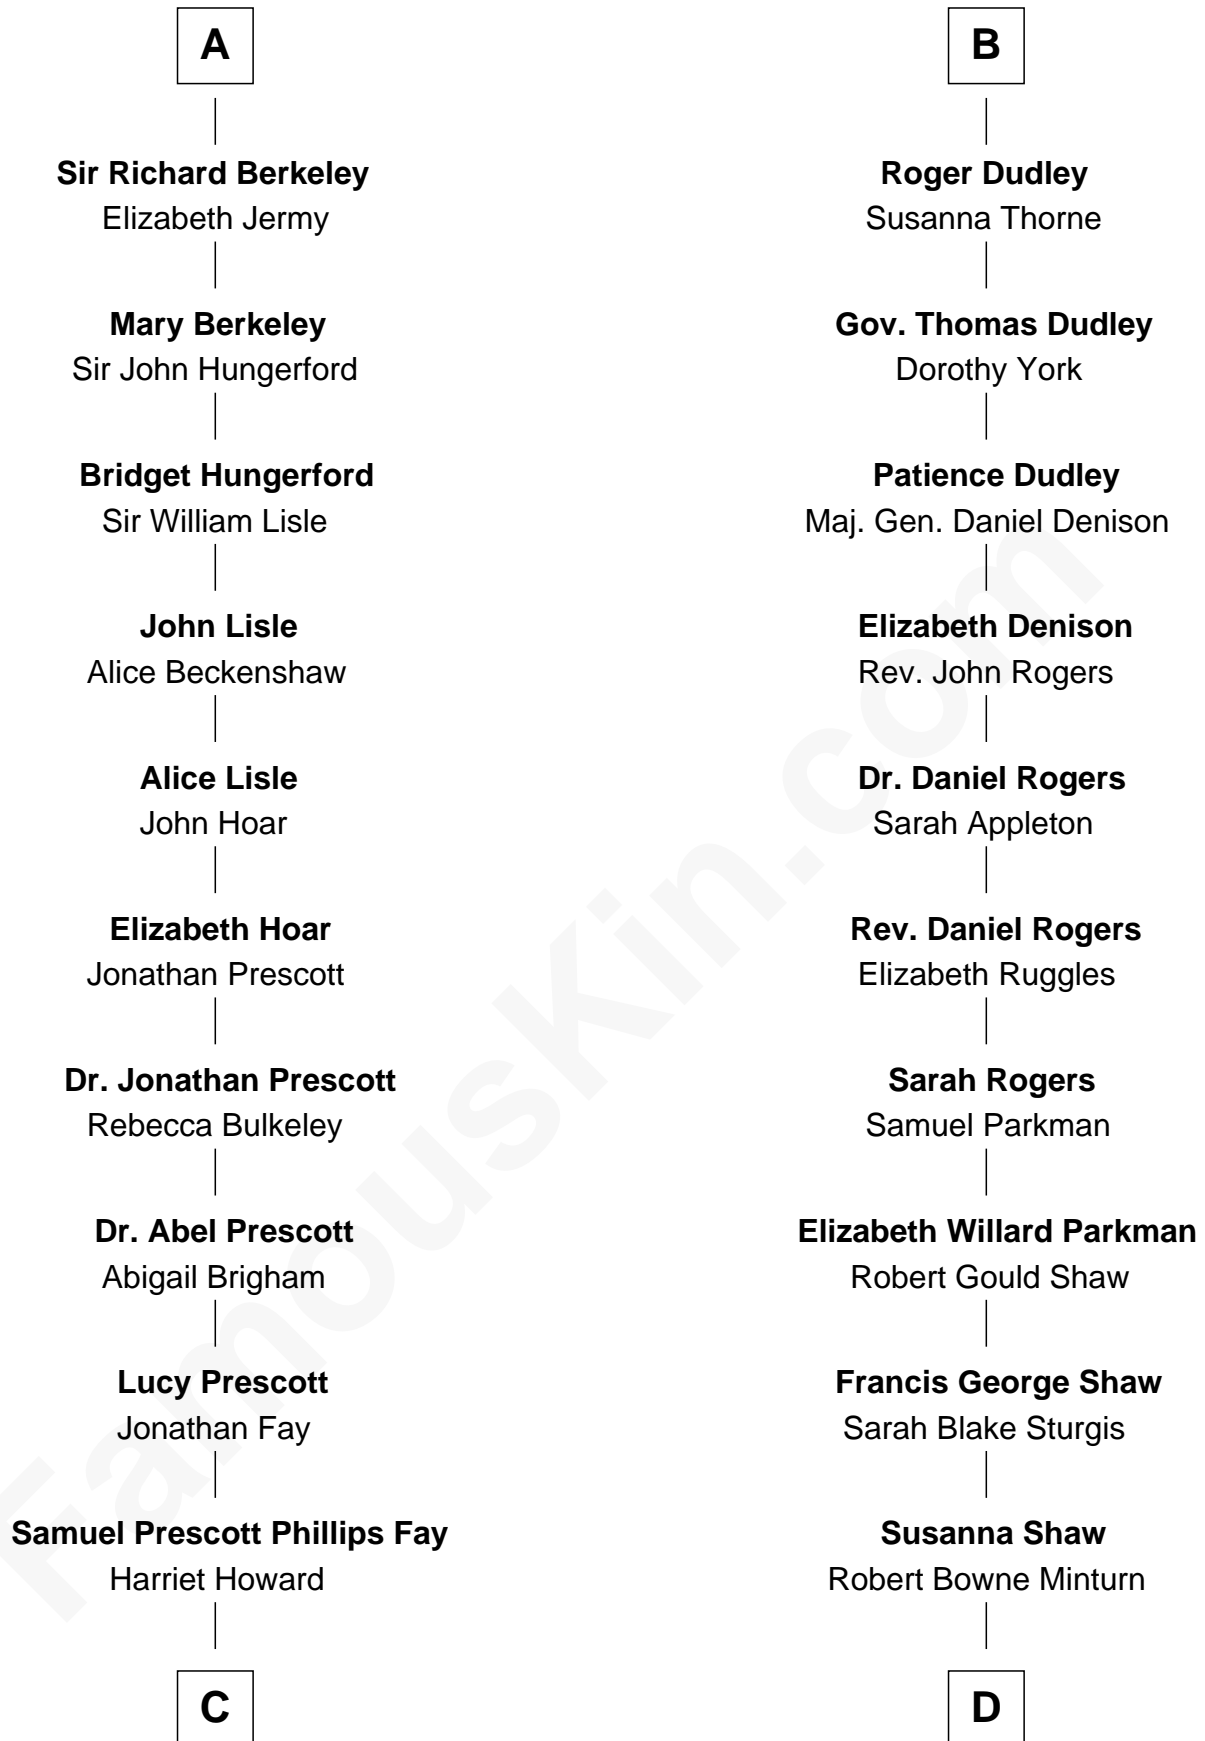 A
Sir Richard Berkeley
Elizabeth Jermy
Mary Berkeley
Sir John Hungerford
Bridget Hungerford
Sir William Lisle
John Lisle
Alice Beckenshaw
Alice Lisle
John Hoar
Elizabeth Hoar
Jonathan Prescott
Dr. Jonathan Prescott
Rebecca Bulkeley
Dr. Abel Prescott
Abigail Brigham
Lucy Prescott
Jonathan Fay
Samuel Prescott Phillips Fay
Harriet Howard
C
B
Roger Dudley
Susanna Thorne
Gov. Thomas Dudley
Dorothy York
Patience Dudley
Maj. Gen. Daniel Denison
Elizabeth Denison
Rev. John Rogers
Dr. Daniel Rogers
Sarah Appleton
Rev. Daniel Rogers
Elizabeth Ruggles
Sarah Rogers
Samuel Parkman
Elizabeth Willard Parkman
Robert Gould Shaw
Francis George Shaw
Sarah Blake Sturgis
Susanna Shaw
Robert Bowne Minturn
D
FamousKin.com